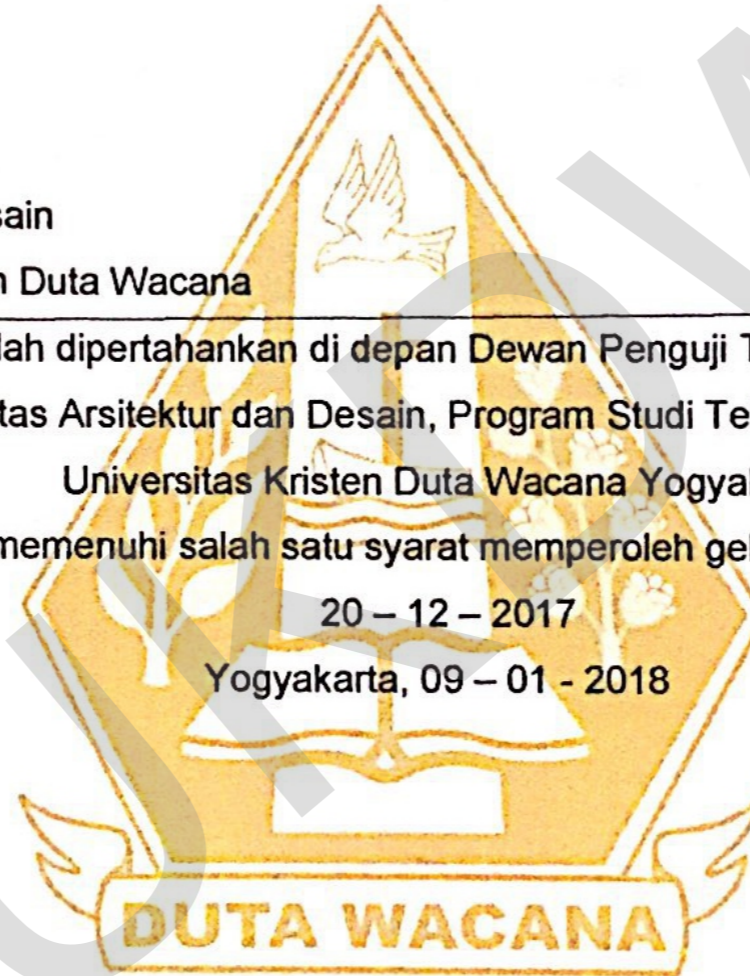 sain
n Duta Wacana
lah dipertahankan di depan Dewan Penguji T
tas Arsitektur dan Desain, Program Studi Te
Universitas Kristen Duta Wacana Yogya
memenuhi salah satu syarat memperoleh gel
20 – 12 – 2017
Yogyakarta, 09 – 01 - 2018
DUTA WACANA